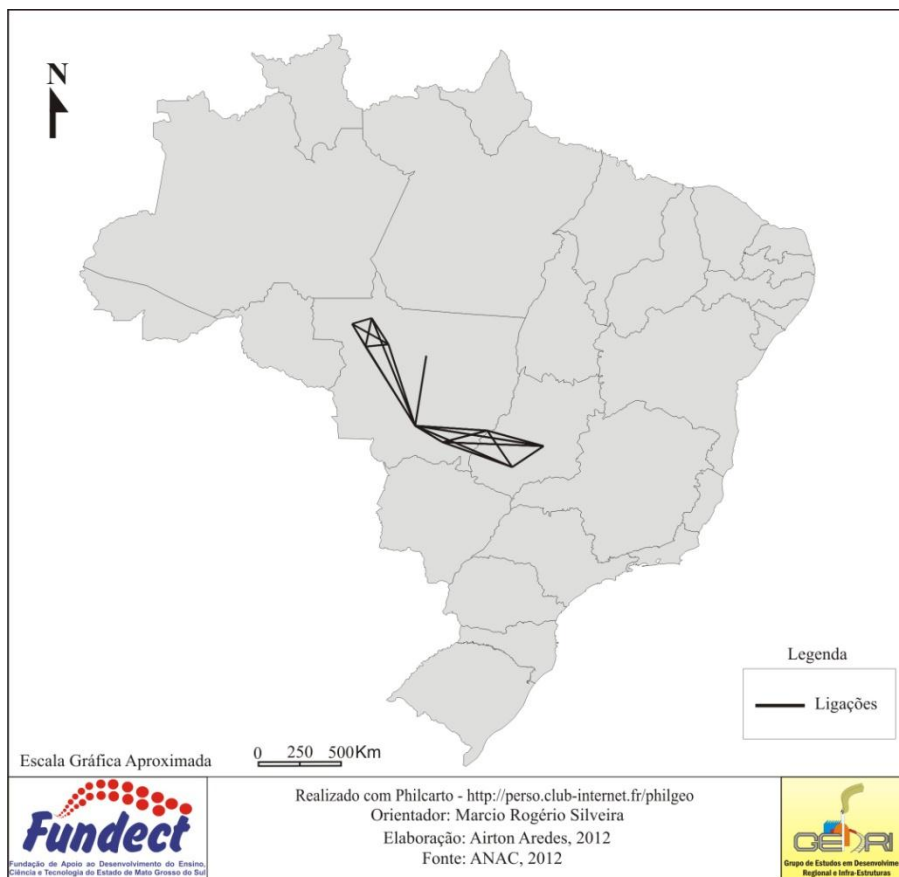 N
Legenda
Ligações
Escala Gráfica Aproximada
0 250 500Km
Fundect
Fundação de Apoio ao Desenvolvimento do Ensino,
Ciência e Tecnologia do Estado de Mato Grosso do Sul
Realizado com Philcarto - http://perso.club-internet.fr/philgeo
Orientador: Marcio Rogério Silveira
Elaboração: Airton Aredes, 2012
Fonte: ANAC, 2012
Grupo de Estudos em Desenvolvime
Regional e Infra-Estruturas